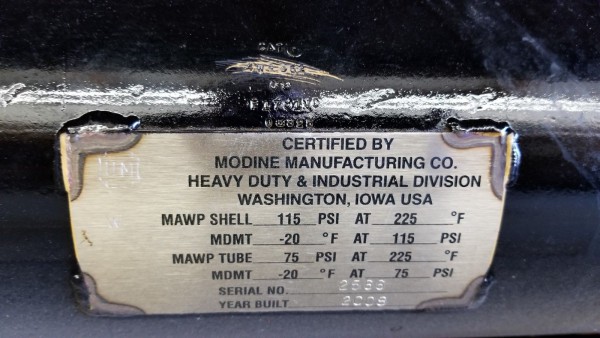 CERTIFIED BY
MODINE MANUFACTURING CO.
HEAVY DUTY & INDUSTRIAL DIVISION
WASHINGTON, IOWA USA
MAWP SHELL 115 PSI AT 225 °F
MDMT -20 °F AT 115 PSI
MAWP TUBE 75 PSI AT 225 °F
MDMT -20 °F AT 75 PSI
SERIAL NO.
YEAR BUILT